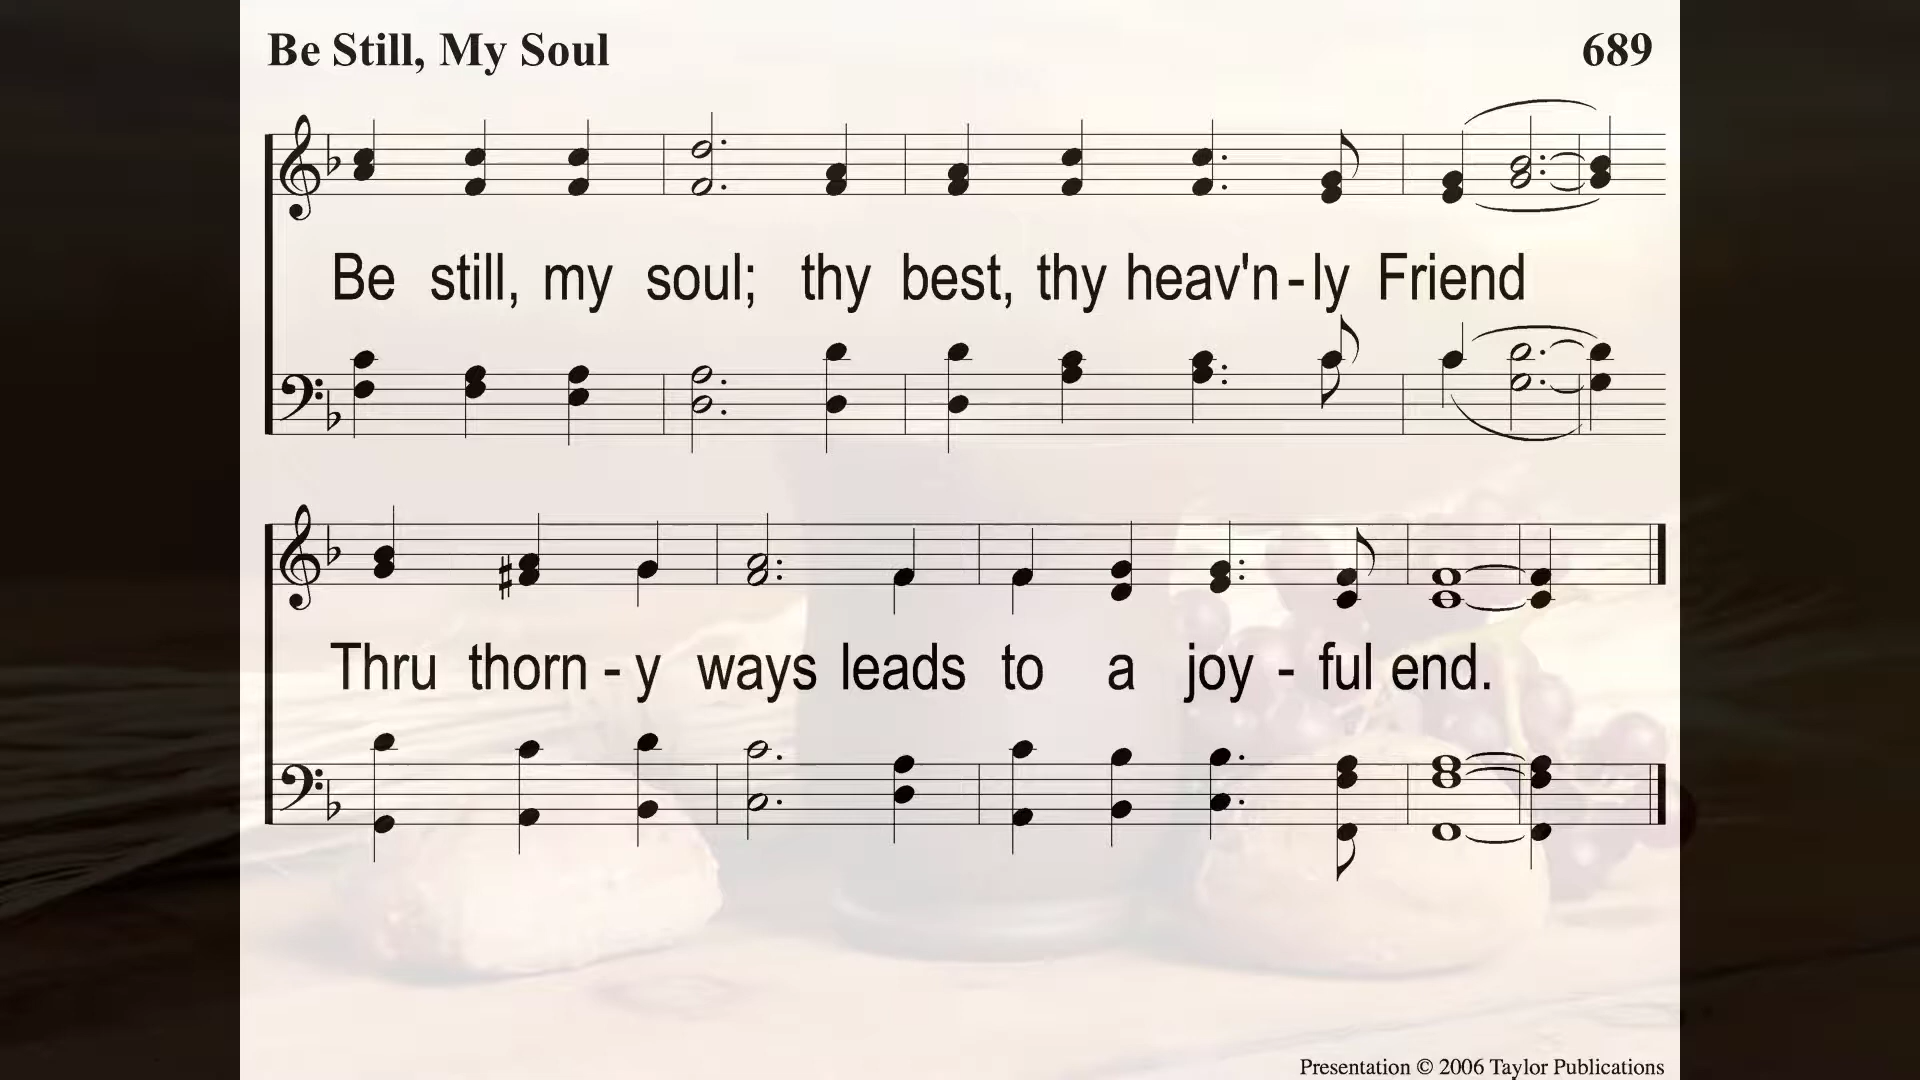 Be Still, My Soul 689
Be still, my soul; thy best, thy heav'n-ly Friend
Thru thorn-y ways leads to a joy-ful end.
Presentation © 2006 Taylor Publications